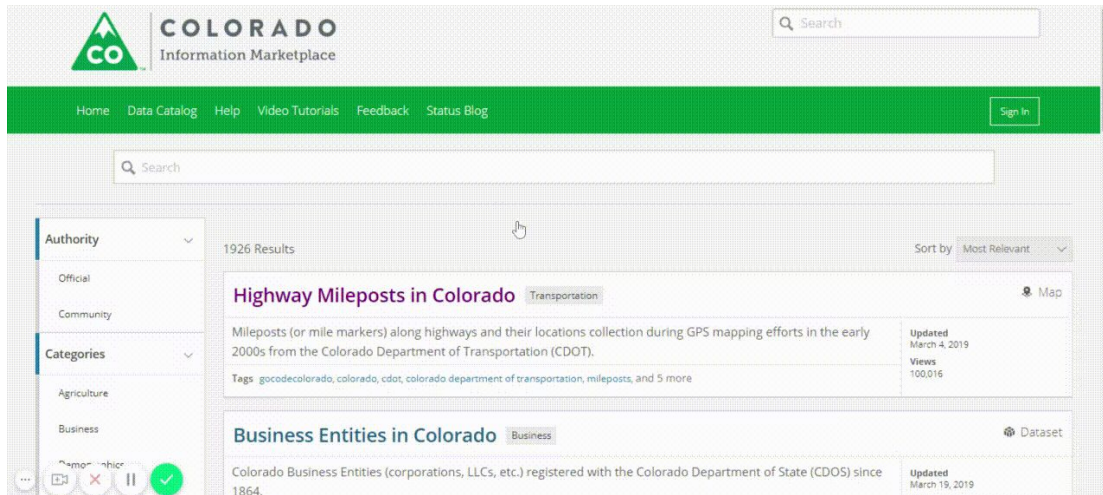 COLORADO
Information Marketplace
CO
Search
Home Data Catalog Help Video Tutorials Feedback Status Blog
Sign In
Search
Authority
Official
Community
Categories
Agriculture
Business
1926 Results
Sort by Most Relevant
Highway Mileposts in Colorado Transportation
Map
Mileposts (or mile markers) along highways and their locations collection during GPS mapping efforts in the early
2000s from the Colorado Department of Transportation (CDOT).
Tags gocodecolorado, colorado, cdot, colorado department of transportation, mileposts, and 5 more
Updated
March 4, 2019
Views
100,016
Business Entities in Colorado Business
Dataset
Colorado Business Entities (corporations, LLCs, etc.) registered with the Colorado Department of State (CDOS) since
1864.
Updated
March 19, 2019